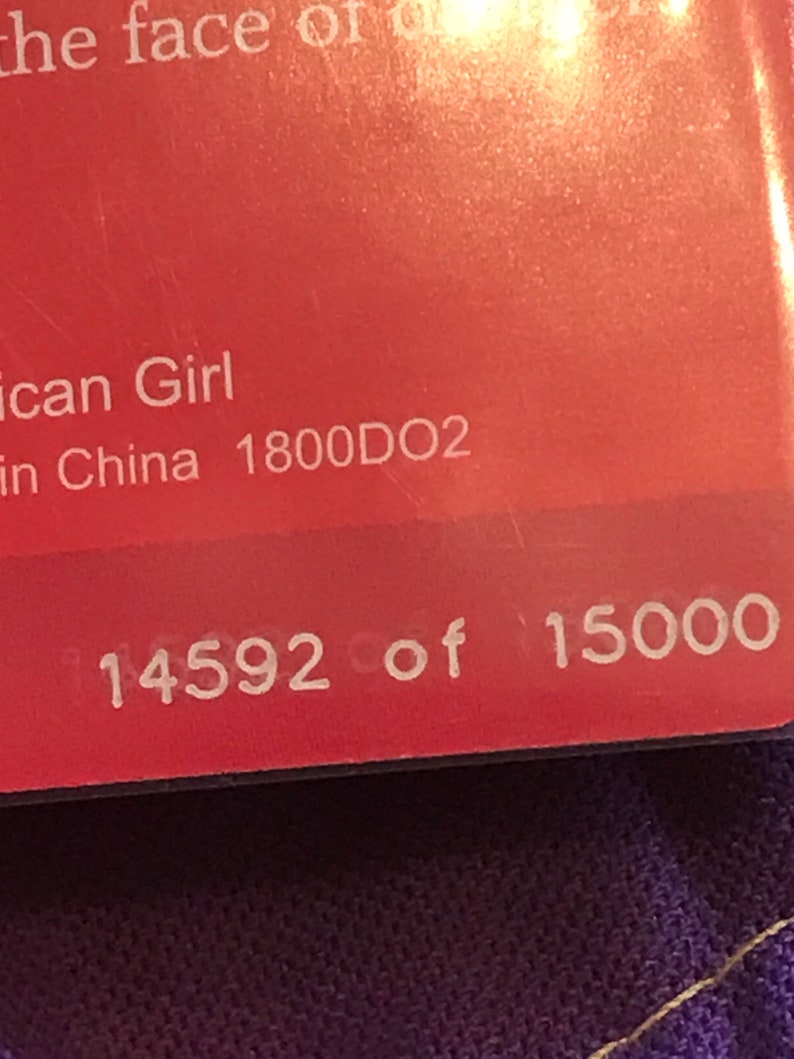 the face of
ican Girl
in China 1800DO2
14592 of 15000